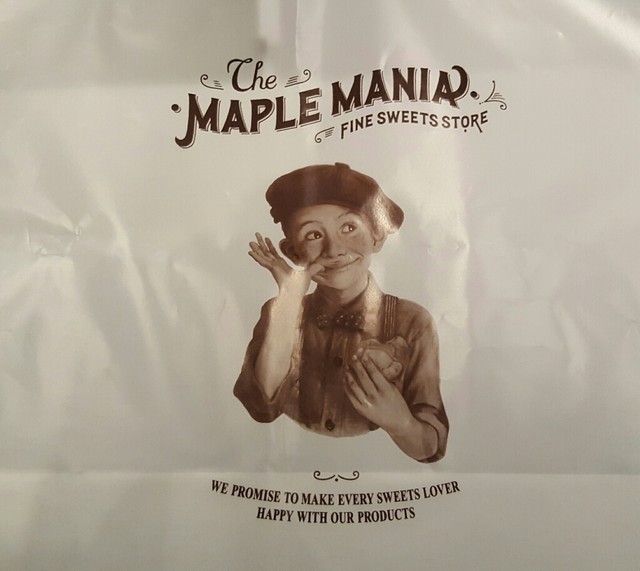 The
MAPLE MANIA
FINE SWEETS STORE
WE PROMISE TO MAKE EVERY SWEETS LOVER
HAPPY WITH OUR PRODUCTS